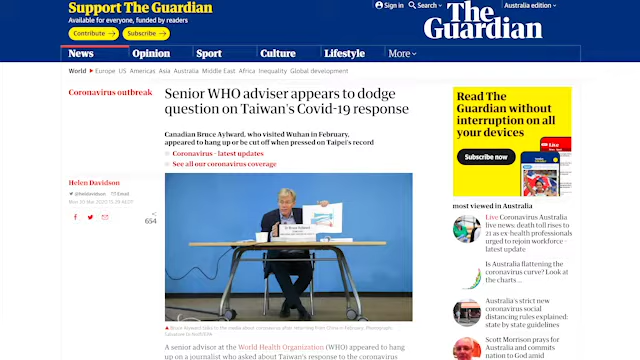 Support The Guardian
Available for everyone, funded by readers
Contribute →
Subscribe →
Sign in
Search
Australia edition
The Guardian
News
Opinion
Sport
Culture
Lifestyle
More
World
Europe
US
Americas
Asia
Australia
Middle East
Africa
Inequality
Global development
Coronavirus outbreak
Senior WHO adviser appears to dodge
question on Taiwan's Covid-19 response
Canadian Bruce Aylward, who visited Wuhan in February,
appeared to hang up or be cut off when pressed on Taipei's record
Coronavirus - latest updates
See all our coronavirus coverage
Helen Davidson
@heldavidson
Email
654
Dr Bruce Aylward
Bruce Aylward talks to the media about coronavirus after returning from China in February. Photograph:
Salvatore Di Nolfi/EPA
A senior adviser at the World Health Organization (WHO) appeared to hang
up on a journalist who asked about Taiwan's response to the coronavirus
Read The
Guardian without
interruption on all
your devices
Subscribe now
most viewed in Australia
Live Coronavirus Australia
live news: death toll rises to
21 as ex-health professionals
urged to rejoin workforce -
latest update
Is Australia flattening the
coronavirus curve? Look at
the charts ...
Australia's strict new
coronavirus social
distancing rules explained:
state by state guidelines
Scott Morrison prays for
Australia and commits
nation to God amid